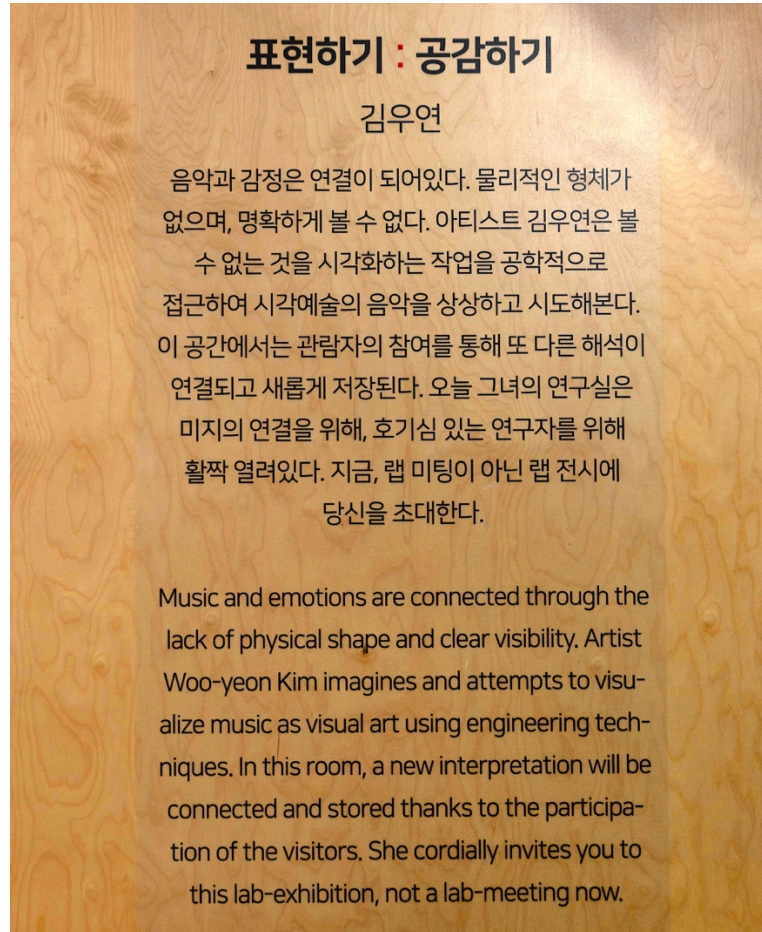 표현하기 : 공감하기
김우연
음악과 감정은 연결이 되어있다. 물리적인 형체가
없으며, 명확하게 볼 수 없다. 아티스트 김우연은 볼
수 없는 것을 시각화하는 작업을 공학적으로
접근하여 시각예술의 음악을 상상하고 시도해본다.
이 공간에서는 관람자의 참여를 통해 또 다른 해석이
연결되고 새롭게 저장된다. 오늘 그녀의 연구실은
미지의 연결을 위해, 호기심 있는 연구자를 위해
활짝 열려있다. 지금, 랩 미팅이 아닌 랩 전시에
당신을 초대한다.
Music and emotions are connected through the
lack of physical shape and clear visibility. Artist
Woo-yeon Kim imagines and attempts to visu-
alize music as visual art using engineering tech-
niques. In this room, a new interpretation will be
connected and stored thanks to the participa-
tion of the visitors. She cordially invites you to
this lab-exhibition, not a lab-meeting now.